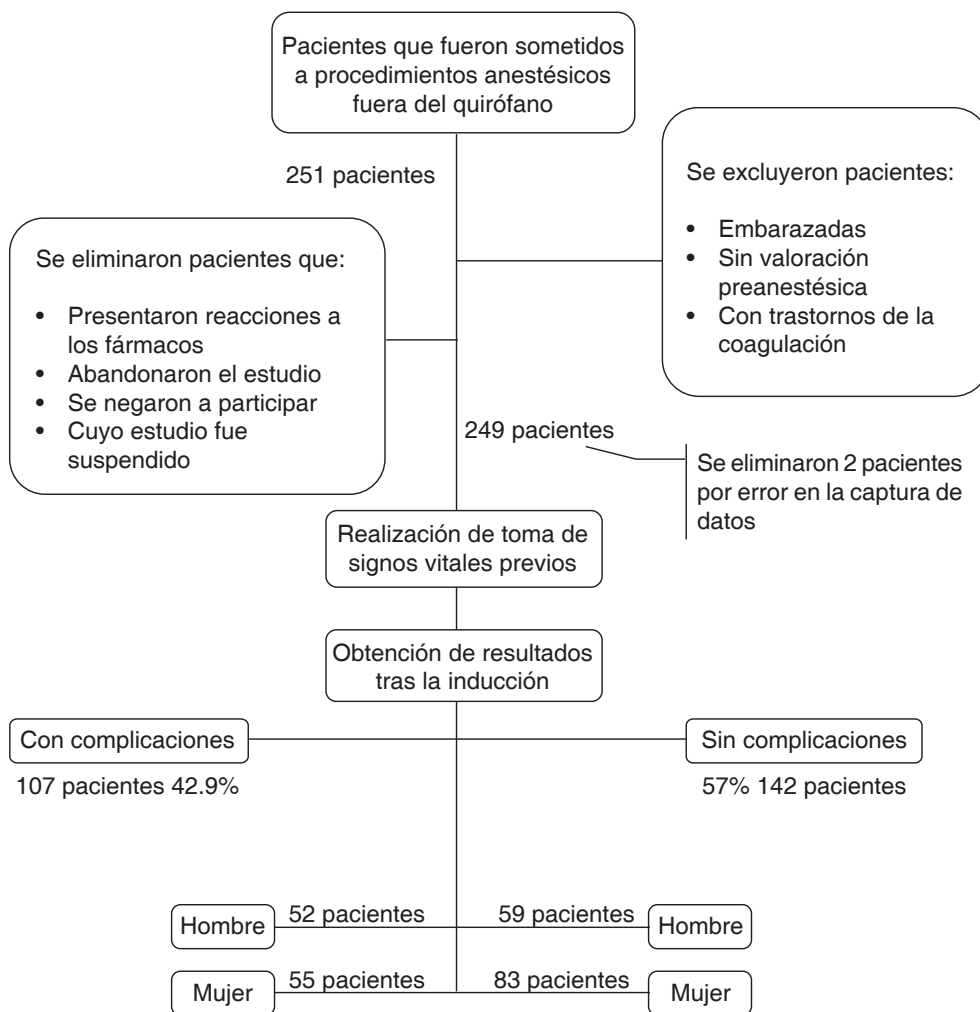 Pacientes que fueron sometidos
a procedimientos anestésicos
fuera del quirófano
251 pacientes
Se excluyeron pacientes:
• Embarazadas
• Sin valoración
preanestésica
• Con trastornos de la
coagulación
Se eliminaron pacientes que:
• Presentaron reacciones a
los fármacos
• Abandonaron el estudio
• Se negaron a participar
• Cuyo estudio fue
suspendido
249 pacientes
Se eliminaron 2 pacientes
por error en la captura de
datos
Realización de toma de
signos vitales previos
Obtención de resultados
tras la inducción
Con complicaciones
107 pacientes 42.9%
Sin complicaciones
57% 142 pacientes
Hombre 52 pacientes 59 pacientes Hombre
Mujer 55 pacientes 83 pacientes Mujer